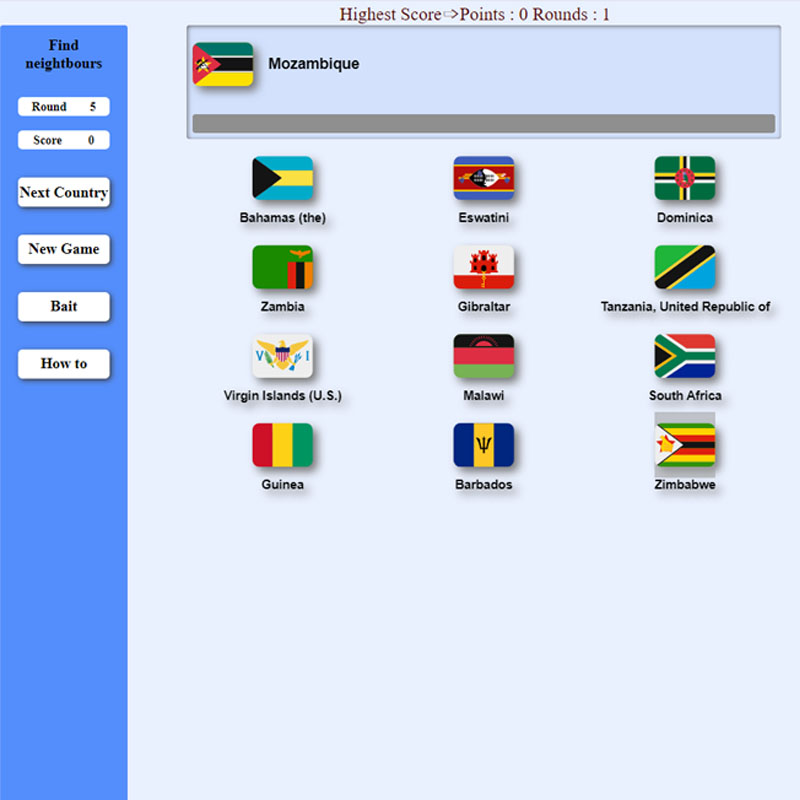 Highest Score⇨Points : 0 Rounds : 1
Find
neightbours
Round 5
Score 0
Next Country
New Game
Bait
How to
Mozambique
Bahamas (the)
Eswatini
Dominica
Zambia
Gibraltar
Tanzania, United Republic of
V I
Virgin Islands (U.S.)
Malawi
South Africa
Guinea
Barbados
Zimbabwe